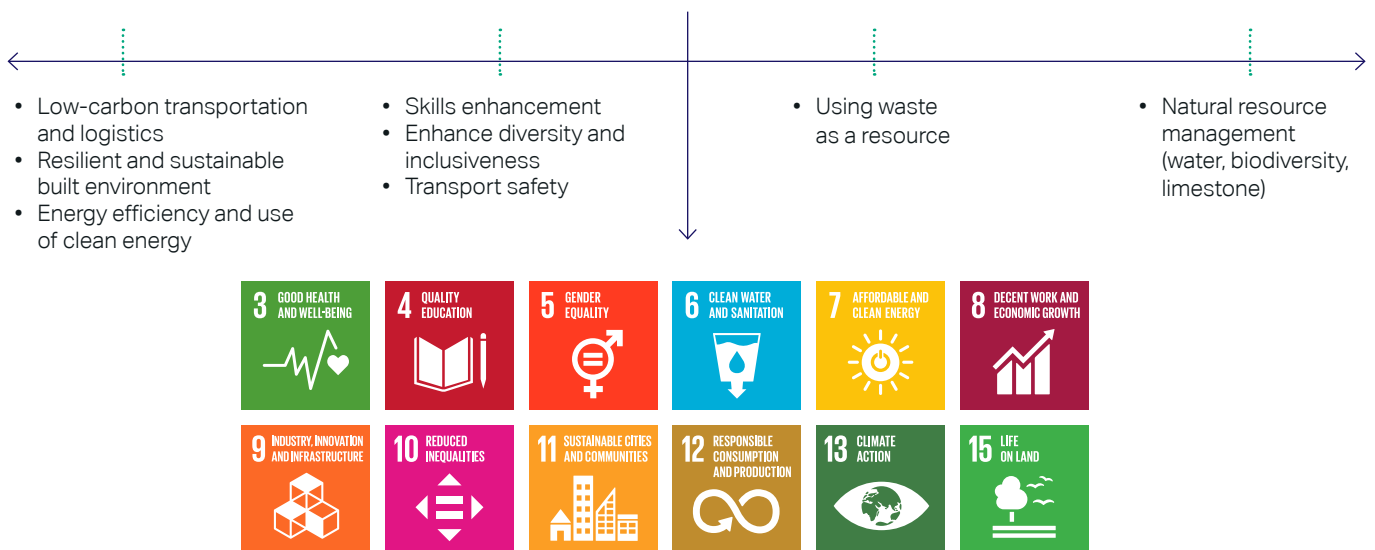 • Low-carbon transportation
and logistics
• Resilient and sustainable
built environment
• Energy efficiency and use
of clean energy
• Skills enhancement
• Enhance diversity and
inclusiveness
• Transport safety
• Using waste
as a resource
• Natural resource
management
(water, biodiversity,
limestone)
3 GOOD HEALTH
AND WELL-BEING
4 QUALITY
EDUCATION
5 GENDER
EQUALITY
6 CLEAN WATER
AND SANITATION
7 AFFORDABLE AND
CLEAN ENERGY
8 DECENT WORK AND
ECONOMIC GROWTH
9 INDUSTRY, INNOVATION
AND INFRASTRUCTURE
10 REDUCED
INEQUALITIES
11 SUSTAINABLE CITIES
AND COMMUNITIES
12 RESPONSIBLE
CONSUMPTION
AND PRODUCTION
13 CLIMATE
ACTION
15 LIFE
ON LAND